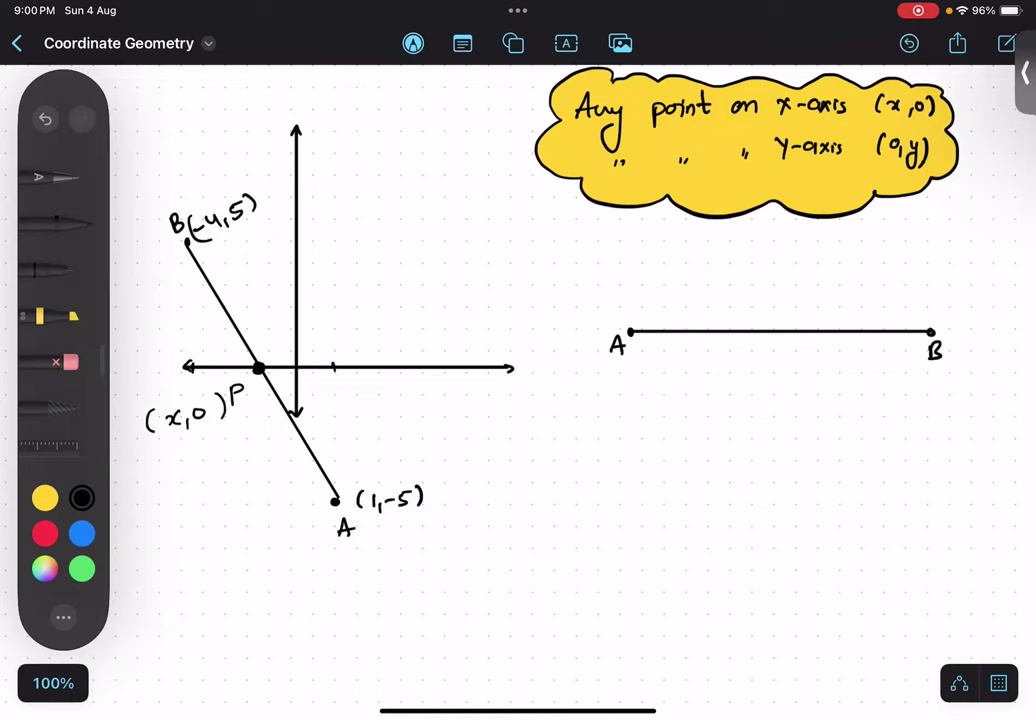 9:00 PM Sun 4 Aug
96%
Coordinate Geometry
A
Any point on x-axis (x,0)
" " " Y-axis (0,y)
B(-4,5)
A
B
P
(x,0)
(1,-5)
A
80
100%